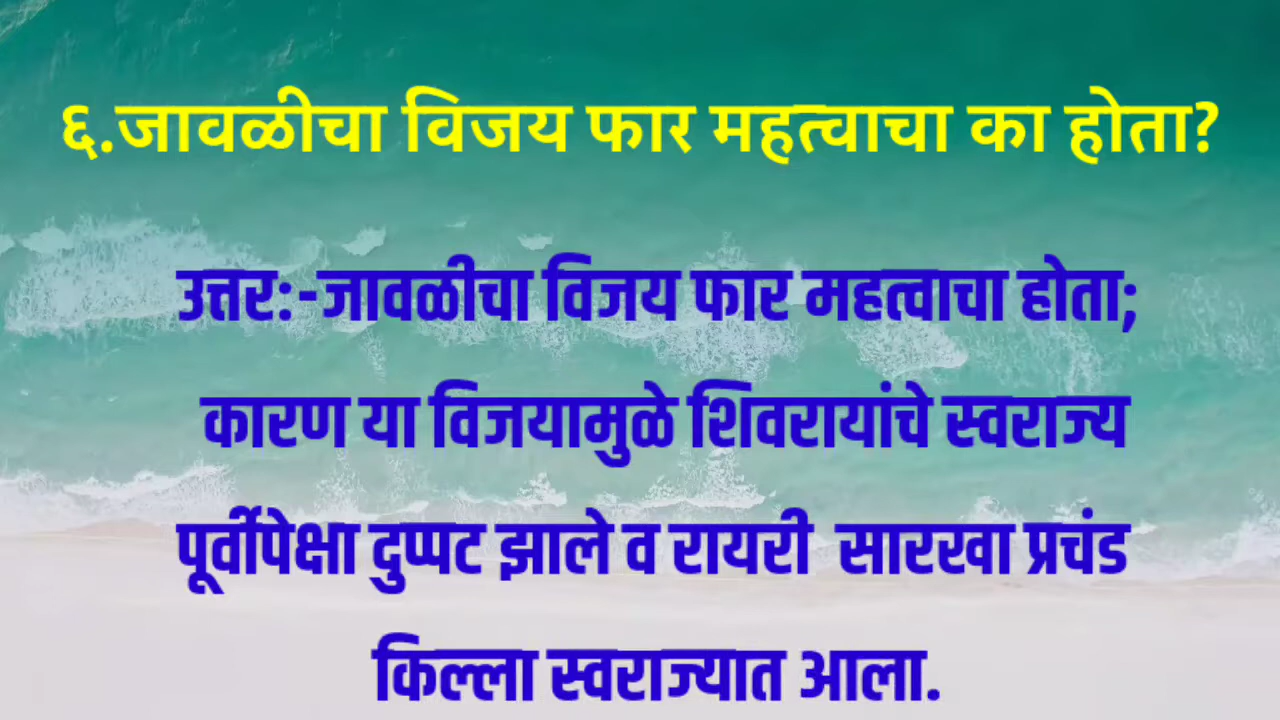 ६.जावळीचा विजय फार महत्वाचा का होता?
उत्तर:-जावळीचा विजय फार महत्वाचा होता;
कारण या विजयामुळे शिवरायांचे स्वराज्य
पूर्वीपेक्षा दुप्पट झाले व रायरी सारखा प्रचंड
किल्ला स्वराज्यात आला.